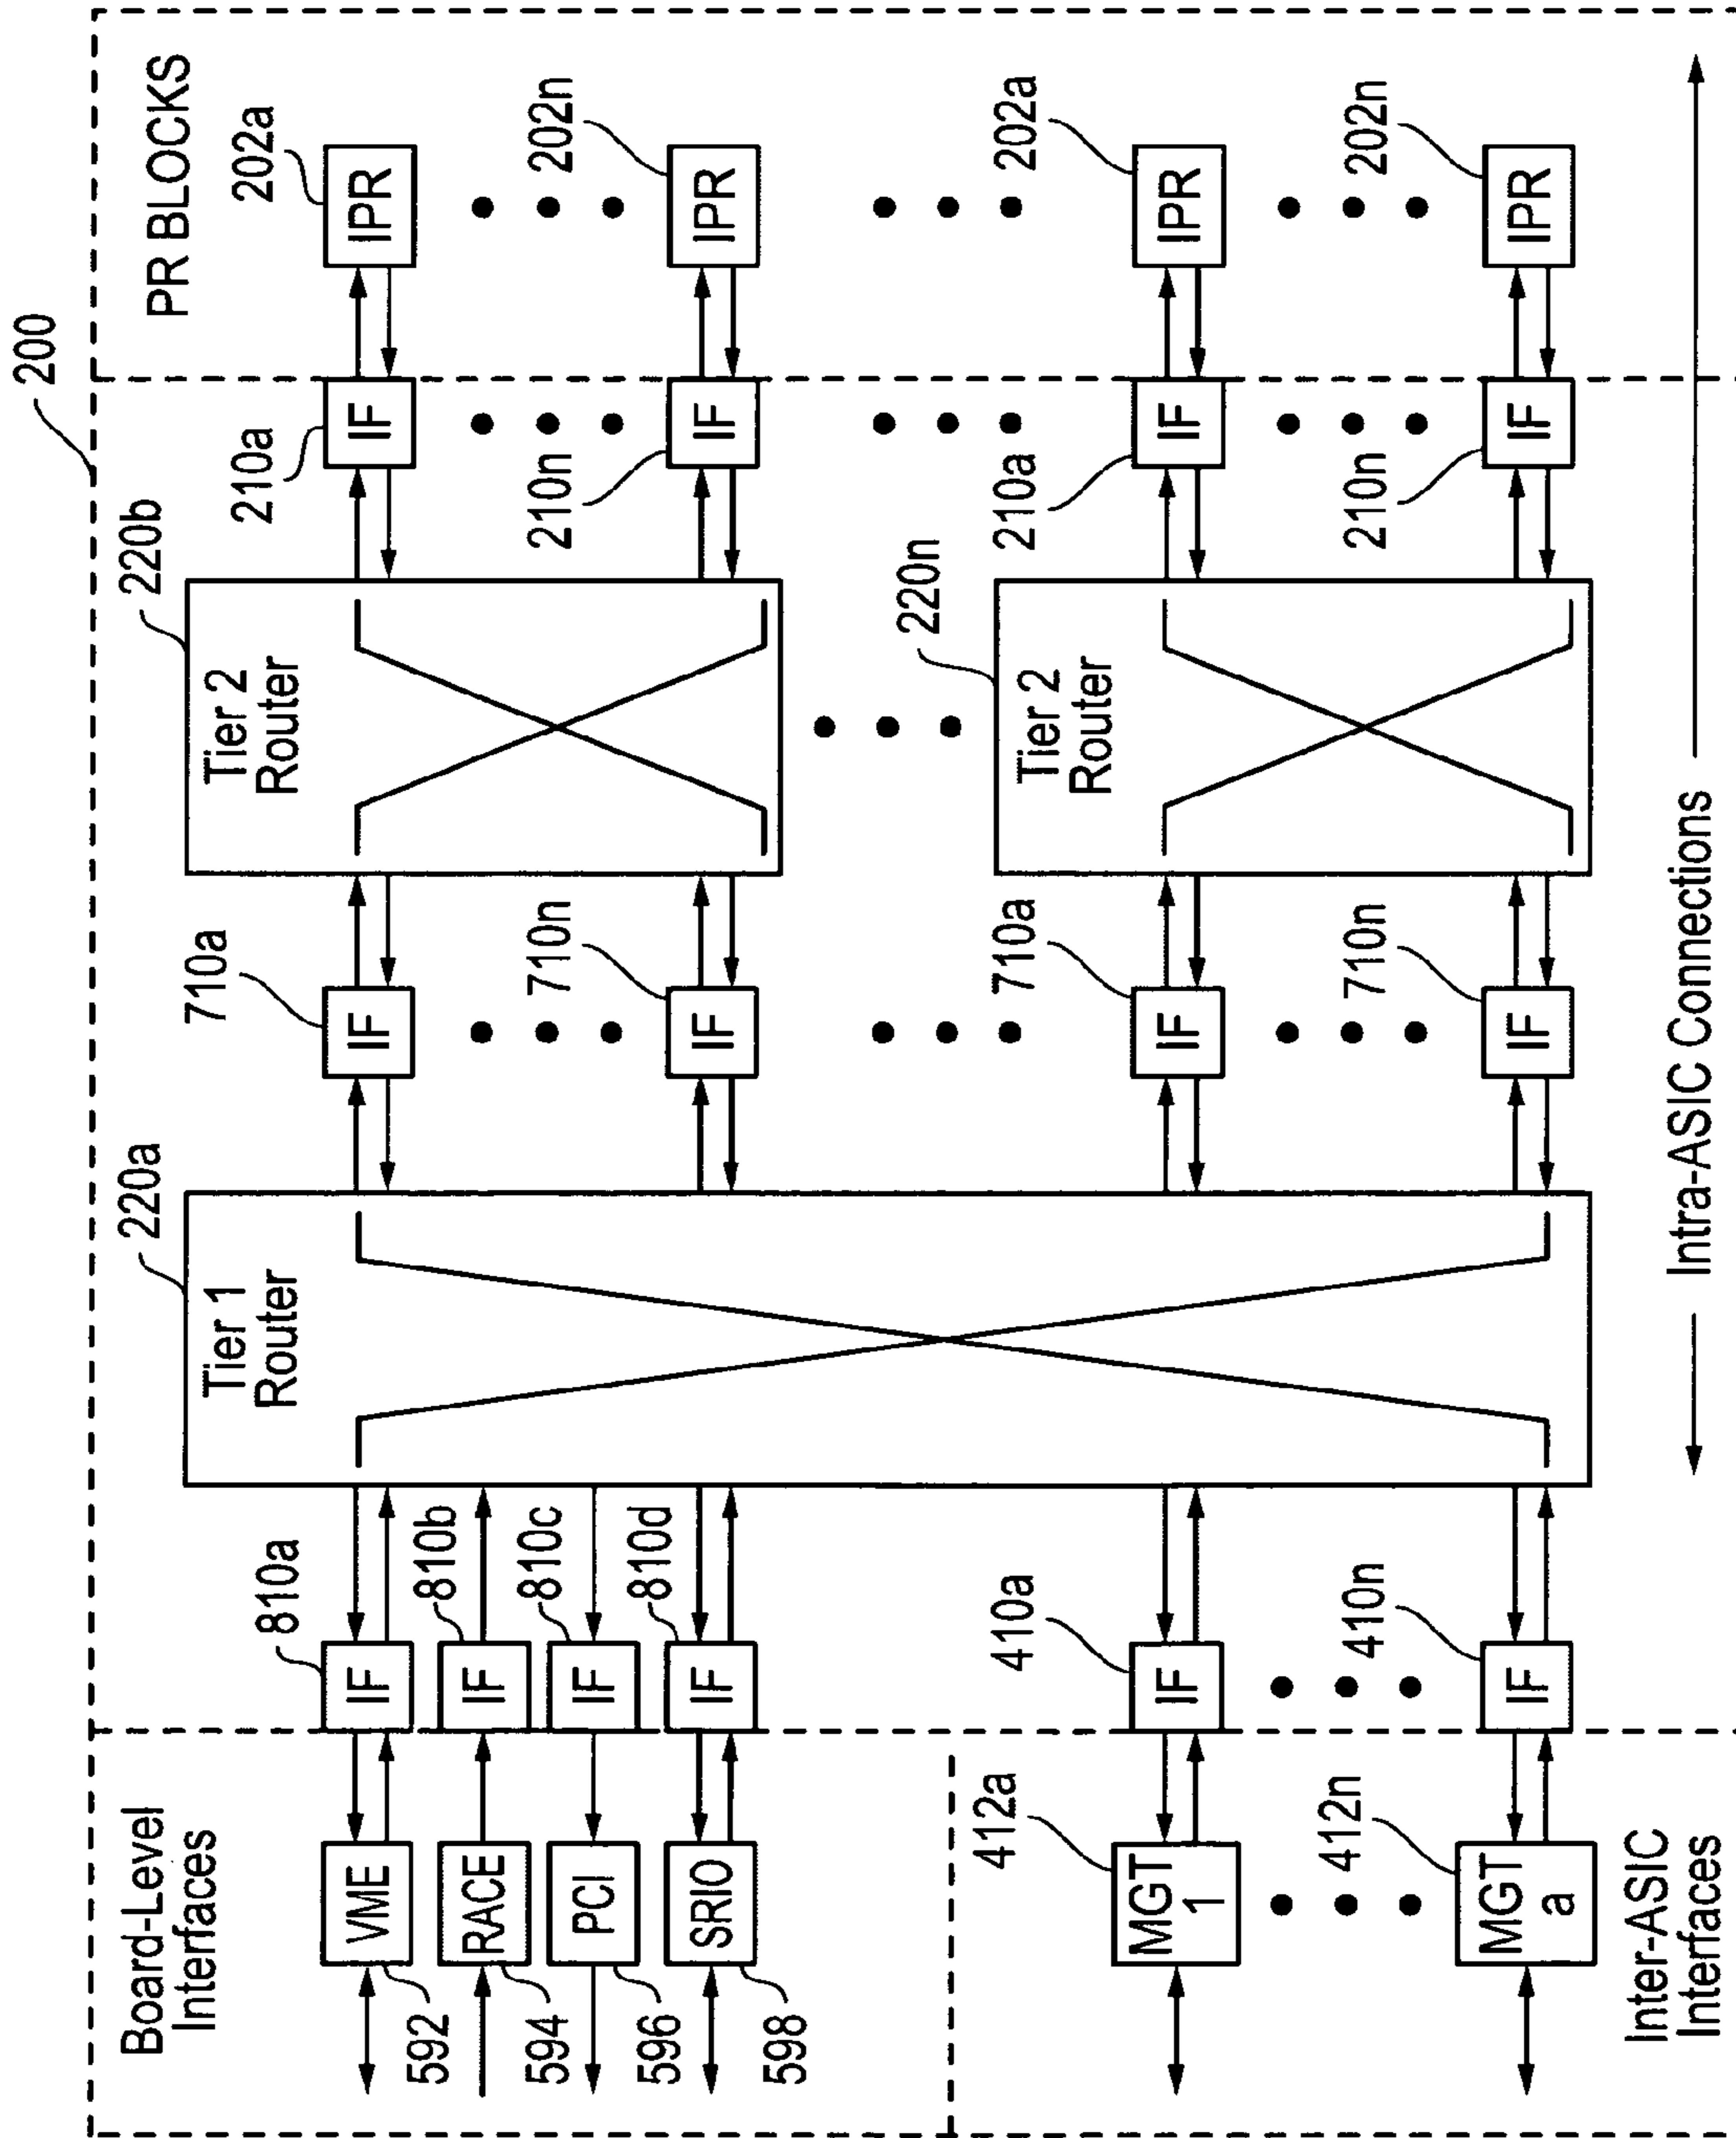 200
Board-Level
Interfaces
810a
220a
Tier 1
Router
710a
220b
Tier 2
Router
210a
PR BLOCKS
202a
VME
IF
IF
IF
IPR
592
810b
RACE
IF
594
810c
PCI
IF
596
810d
710n
210n
202n
SRIO
IF
IF
IF
IPR
598
220n
412a
410a
710a
Tier 2
Router
210a
202a
MGT
1
IF
IF
IF
IPR
412n
410n
710n
210n
202n
MGT
a
IF
IF
IF
IPR
Inter-ASIC
Interfaces
Intra-ASIC Connections